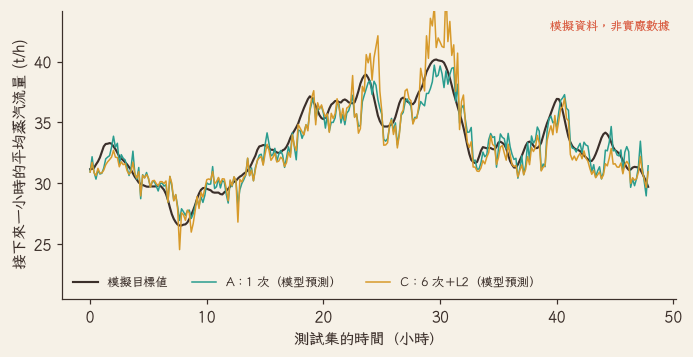 模擬資料，非實廠數據
接下來一小時的平均蒸汽流量 (t/h)
40
35
30
25
模擬目標值
A：1 次（模型預測）
C：6 次+L2（模型預測）
0 10 20 30 40 50
測試集的時間（小時）